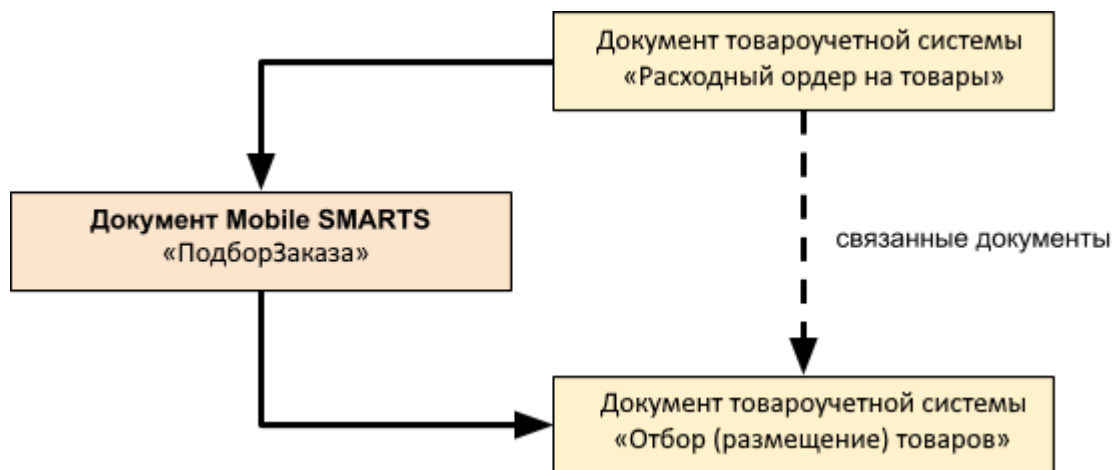 Документ товароучетной системы
«Расходный ордер на товары»
Документ Mobile SMARTS
«ПодборЗаказа»
связанные документы
Документ товароучетной системы
«Отбор (размещение) товаров»